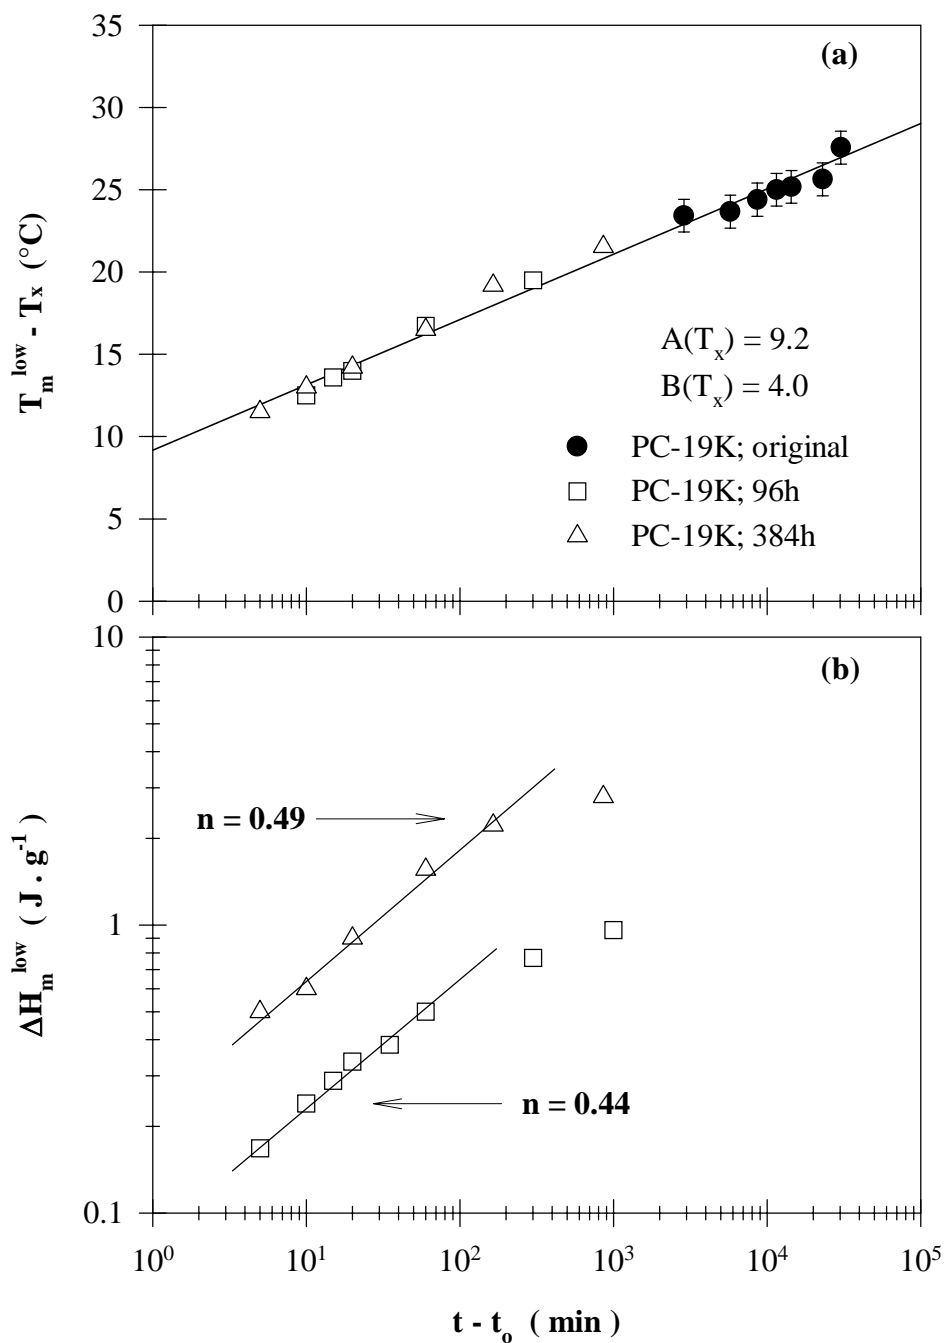 35
(a)
30
25
20
15
10
5
0
T_m^low - T_x (°C)
A(T_x) = 9.2
B(T_x) = 4.0
PC-19K; original
PC-19K; 96h
PC-19K; 384h
10
(b)
1
0.1
ΔH_m^low ( J . g^-1 )
n = 0.49
n = 0.44
10^0 10^1 10^2 10^3 10^4 10^5
t - t_o ( min )